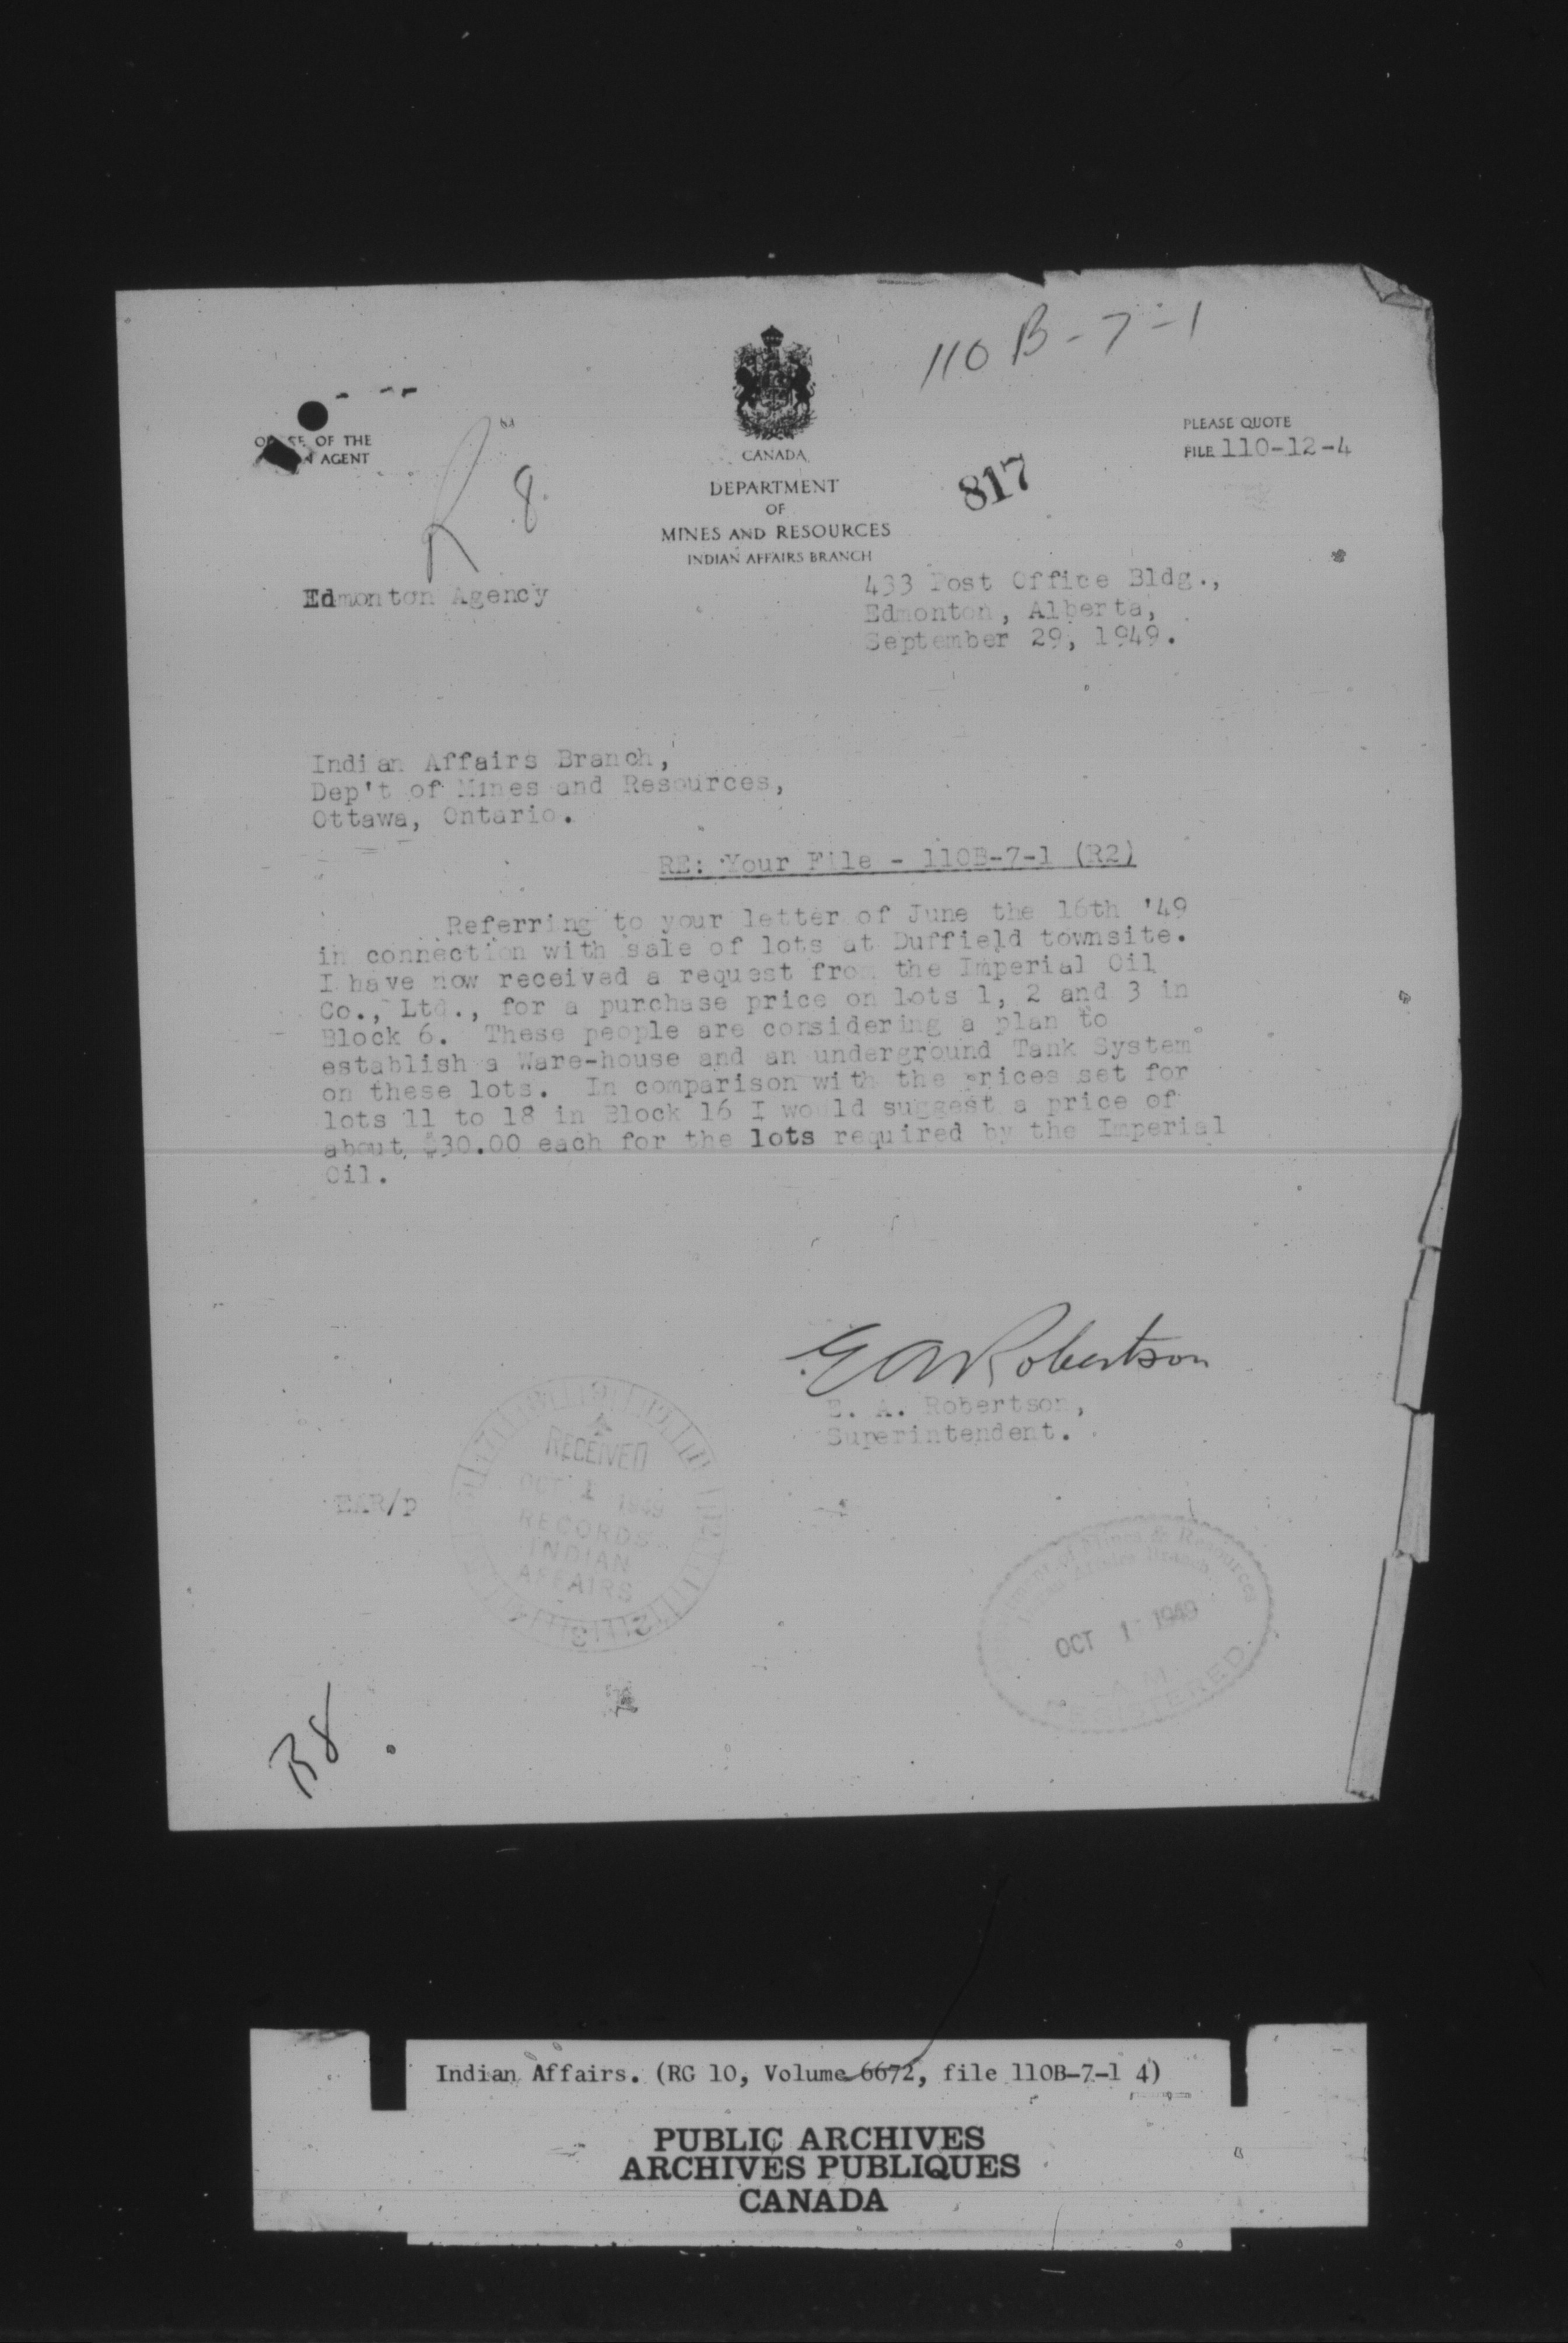 110 B-7-1
OF THE
AGENT
CANADA
DEPARTMENT
OF
MINES AND RESOURCES
INDIAN AFFAIRS BRANCH
817
PLEASE QUOTE
FILE 110-12-4
R 8
Edmonton Agency
433 Post Office Bldg.,
Edmonton, Alberta,
September 29, 1949.
Indian Affairs Branch,
Dep't of Mines and Resources,
Ottawa, Ontario.
RE: Your File - 110B-7-1 (R2)
Referring to your letter of June the 16th '49
in connection with sale of lots at Duffield townsite.
I have now received a request from the Imperial Oil
Co., Ltd., for a purchase price on lots 1, 2 and 3 in
Block 6. These people are considering a plan to
establish a Ware-house and an underground Tank System
on these lots. In comparison with the prices set for
lots 11 to 18 in Block 16 I would suggest a price of
about $30.00 each for the lots required by the Imperial
Oil.
E A Robertson
E. A. Robertson,
Superintendent.
EAR/p
RECEIVED
OCT 1 1949
RECORDS
INDIAN
AFFAIRS
Mines & Resources
Affairs Branch
OCT 1 - 1949
A.M.
REGISTERED
B8
Indian Affairs. (RG 10, Volume 6672, file 110B-7-1 4)
PUBLIC ARCHIVES
ARCHIVES PUBLIQUES
CANADA